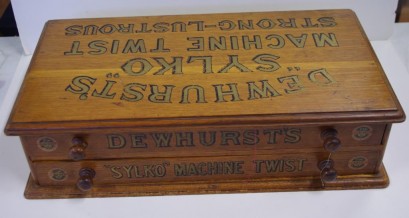 DEWHURST'S
"SYLKO"
MACHINE TWIST
STRONG-LUSTROUS
DEWHURST'S
"SYLKO" MACHINE TWIST